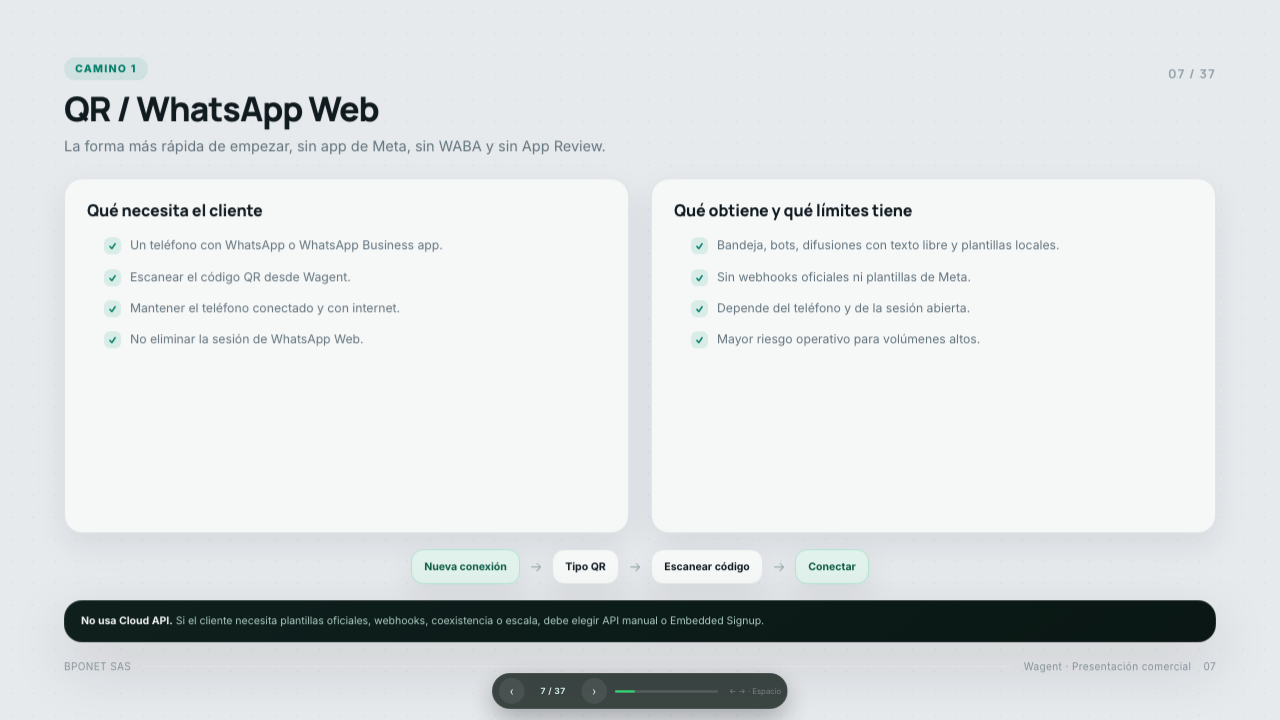 CAMINO 1
07 / 37
QR / WhatsApp Web
La forma más rápida de empezar, sin app de Meta, sin WABA y sin App Review.
Qué necesita el cliente
Un teléfono con WhatsApp o WhatsApp Business app.
Escanear el código QR desde Wagent.
Mantener el teléfono conectado y con internet.
No eliminar la sesión de WhatsApp Web.
Qué obtiene y qué límites tiene
Bandeja, bots, difusiones con texto libre y plantillas locales.
Sin webhooks oficiales ni plantillas de Meta.
Depende del teléfono y de la sesión abierta.
Mayor riesgo operativo para volúmenes altos.
Nueva conexión → Tipo QR → Escanear código → Conectar
No usa Cloud API. Si el cliente necesita plantillas oficiales, webhooks, coexistencia o escala, debe elegir API manual o Embedded Signup.
BPONET SAS
Wagent · Presentación comercial 07
‹ 7 / 37 › ← → · Espacio